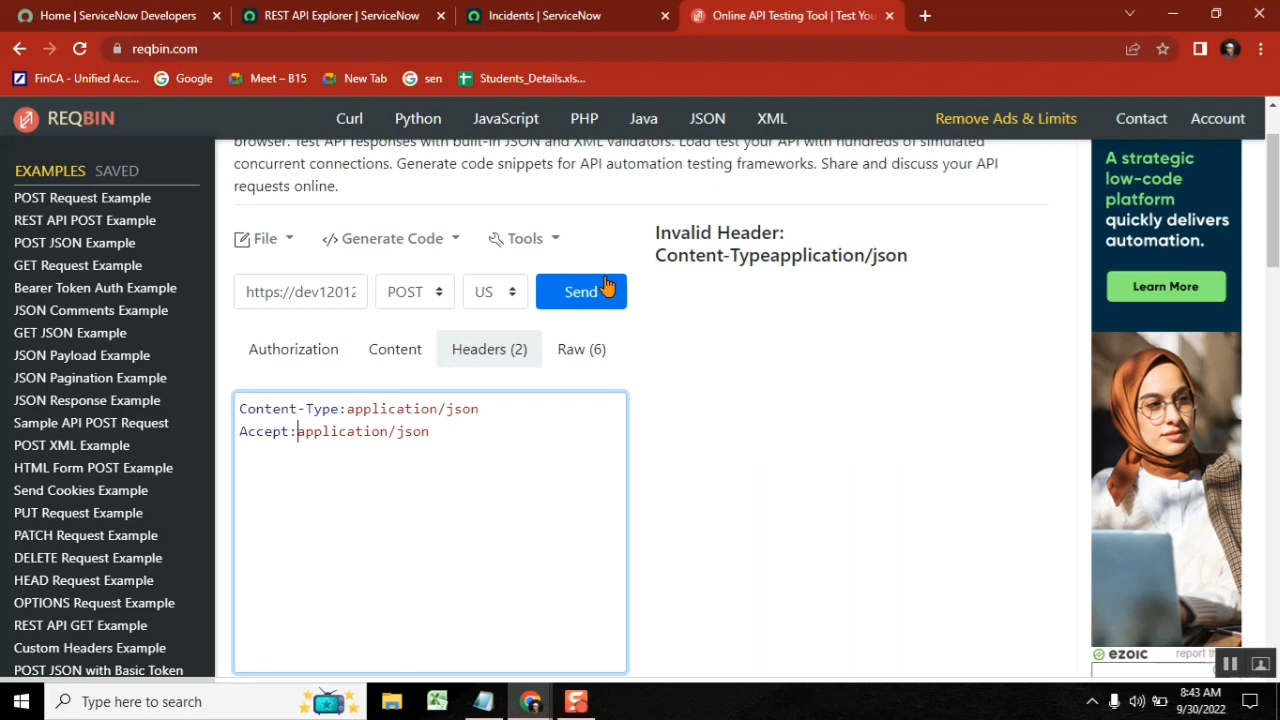 Home | ServiceNow Developers
REST API Explorer | ServiceNow
Incidents | ServiceNow
Online API Testing Tool | Test You
reqbin.com
FinCA - Unified Acc...
Google
Meet – B15
New Tab
sen
Students_Details.xls...
REQBIN
Curl
Python
JavaScript
PHP
Java
JSON
XML
Remove Ads & Limits
Contact
Account
browser. Test API responses with built-in JSON and XML validators. Load test your API with hundreds of simulated
concurrent connections. Generate code snippets for API automation testing frameworks. Share and discuss your API
requests online.
EXAMPLES SAVED
POST Request Example
REST API POST Example
POST JSON Example
GET Request Example
Bearer Token Auth Example
JSON Comments Example
GET JSON Example
JSON Payload Example
JSON Pagination Example
JSON Response Example
Sample API POST Request
POST XML Example
HTML Form POST Example
Send Cookies Example
PUT Request Example
PATCH Request Example
DELETE Request Example
HEAD Request Example
OPTIONS Request Example
REST API GET Example
Custom Headers Example
POST JSON with Basic Token
File
</> Generate Code
Tools
https://dev12012
POST
US
Send
Authorization
Content
Headers (2)
Raw (6)
Content-Type:application/json
Accept:application/json
Invalid Header:
Content-Typeapplication/json
A strategic
low-code
platform
quickly delivers
automation.
Learn More
ezoic
report th
Type here to search
8:43 AM
9/30/2022